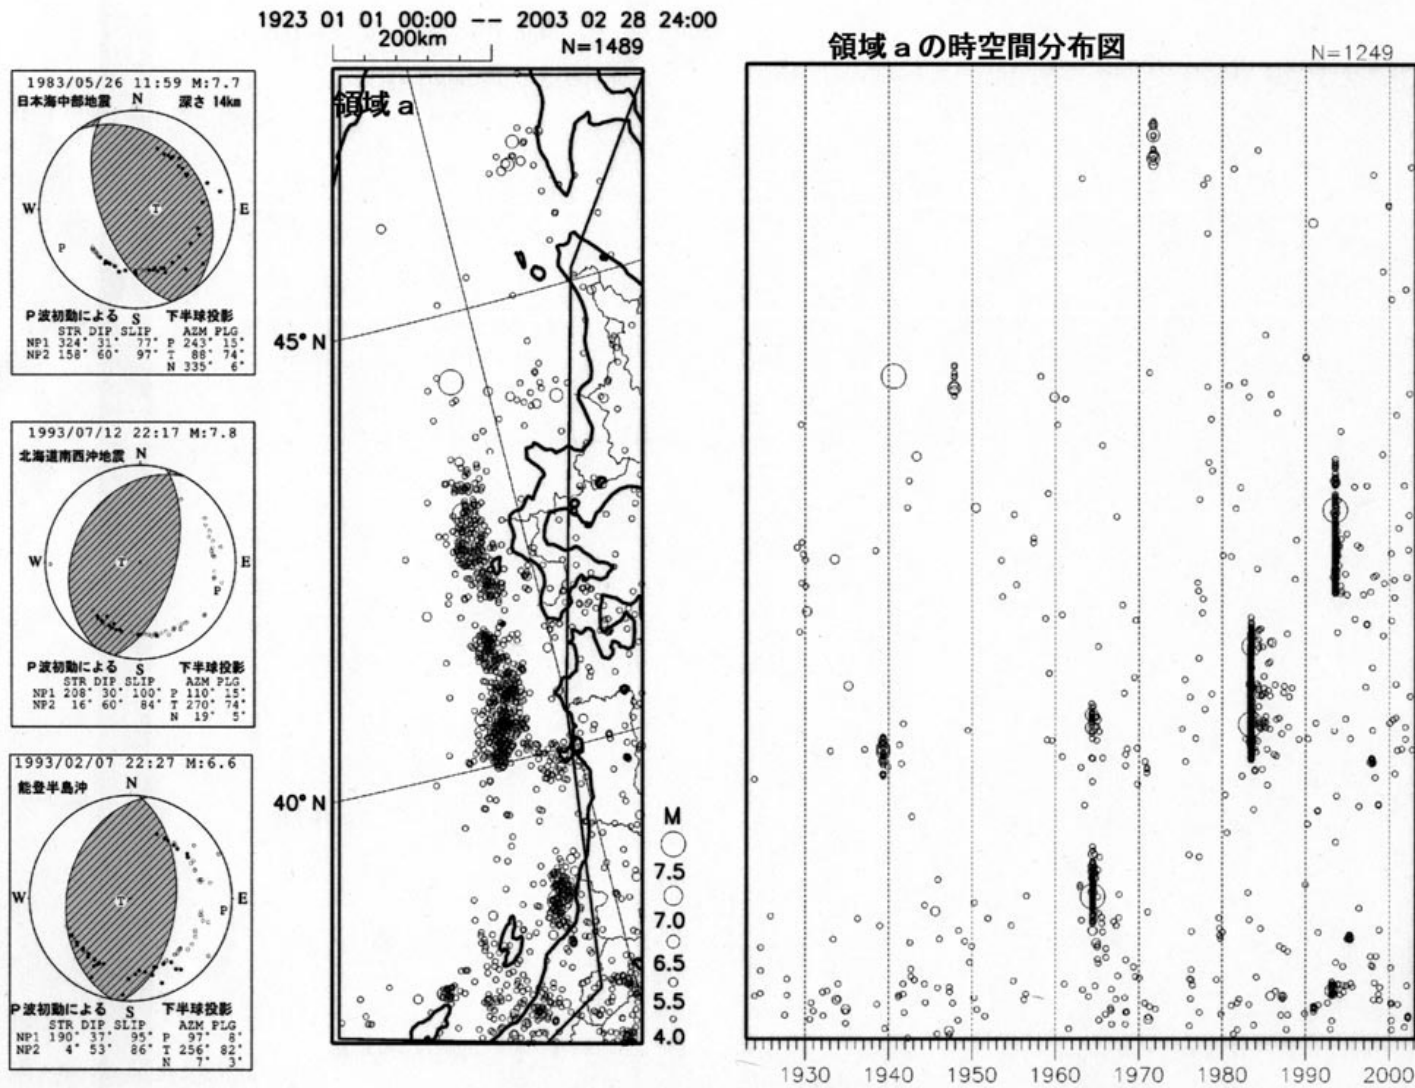 1923 01 01 00:00 -- 2003 02 28 24:00
200km
N=1489
領域a
45°N
40°N
M
7.5
7.0
6.5
5.5
4.0
領域aの時空間分布図
N=1249
1930 1940 1950 1960 1970 1980 1990 2000
1983/05/26 11:59 M:7.7
日本海中部地震 N 深さ 14km
W T E
P
P波初動による S 下半球投影
STR DIP SLIP AZM PLG
NP1 324° 31° 77° P 243° 15°
NP2 158° 60° 97° T 88° 74°
N 335° 6°
1993/07/12 22:17 M:7.8
北海道南西沖地震 N
W T E
P
P波初動による S 下半球投影
STR DIP SLIP AZM PLG
NP1 208° 30° 100° P 110° 15°
NP2 16° 60° 84° T 270° 74°
N 19° 5°
1993/02/07 22:27 M:6.6
能登半島沖 N
W T P E
P波初動による S 下半球投影
STR DIP SLIP AZM PLG
NP1 190° 37° 95° P 97° 8°
NP2 4° 53° 86° T 256° 82°
N 7° 3°